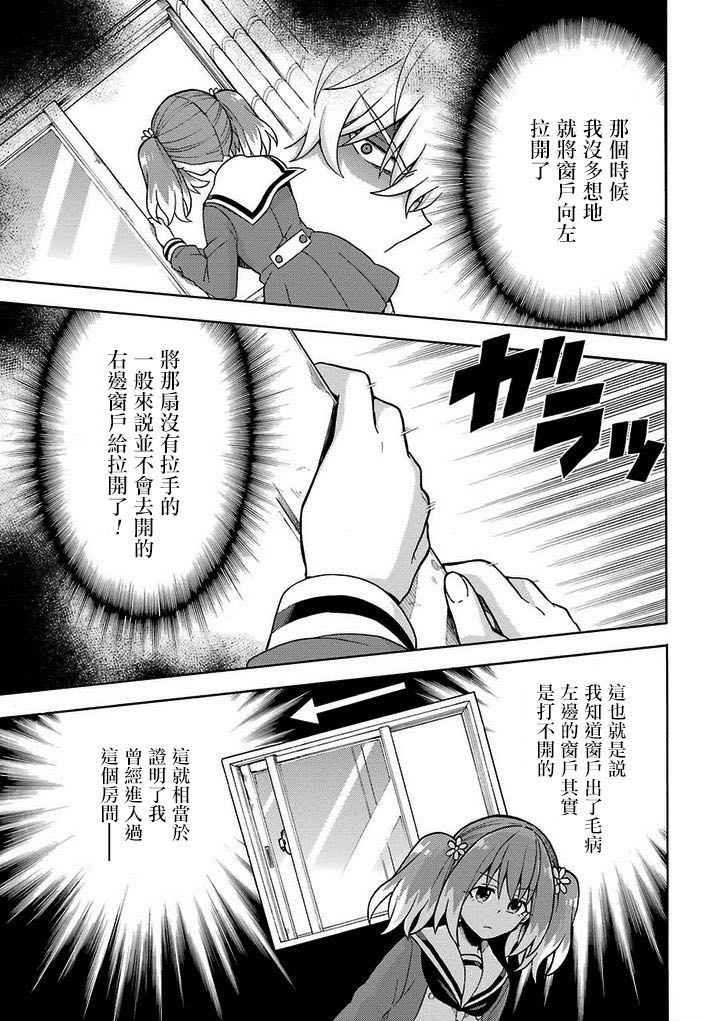 那個時候
我沒多想地
就將窗戶向左
拉開了
ガラッ
將那扇沒有拉手的
一般來說並不會去開的
右邊窗戶給拉開了！
這也就是說
我知道窗戶出了毛病
左邊的窗戶其實
是打不開的
這就相當於
證明了我
曾經進入過
這個房間——